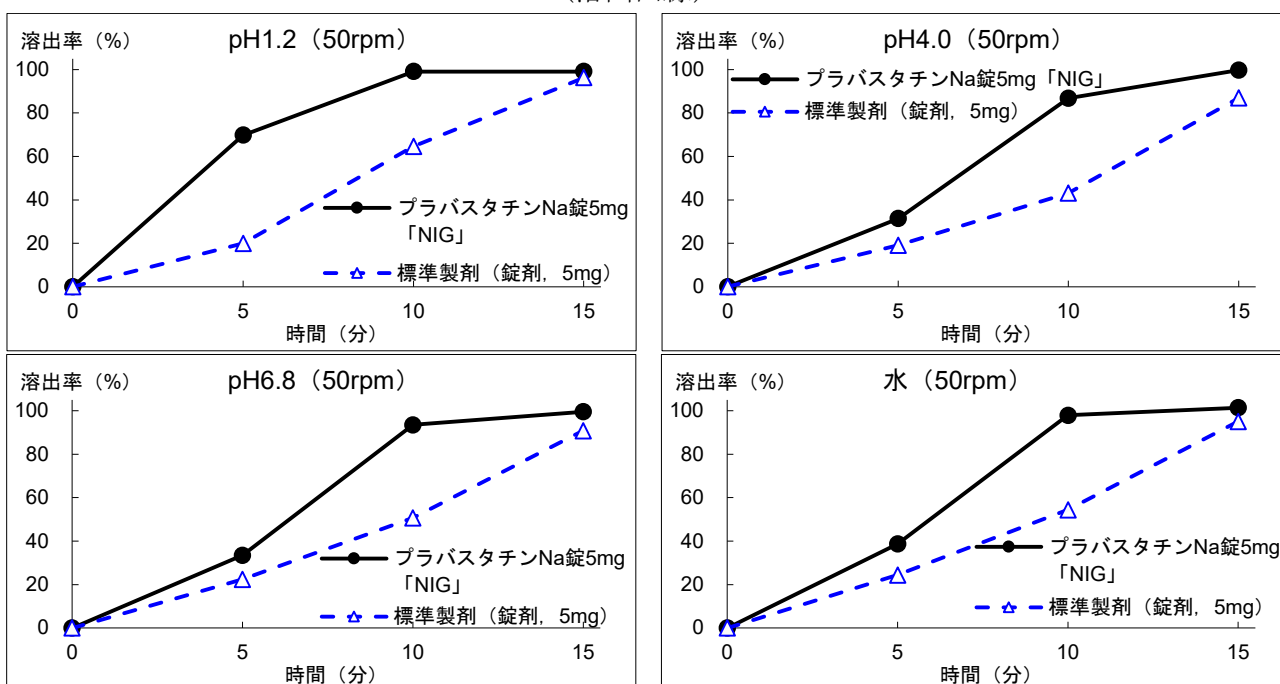 溶出率（%）
pH1.2（50rpm）
100
80
60
40
20
0
プラバスタチンNa錠5mg
「NIG」
標準製剤（錠剤，5mg）
0 5 10 15
時間（分）
溶出率（%）
pH4.0（50rpm）
100
80
60
40
20
0
プラバスタチンNa錠5mg「NIG」
標準製剤（錠剤，5mg）
0 5 10 15
時間（分）
溶出率（%）
pH6.8（50rpm）
100
80
60
40
20
0
プラバスタチンNa錠5mg
「NIG」
標準製剤（錠剤，5mg）
0 5 10 15
時間（分）
溶出率（%）
水（50rpm）
100
80
60
40
20
0
プラバスタチンNa錠5mg
「NIG」
標準製剤（錠剤，5mg）
0 5 10 15
時間（分）